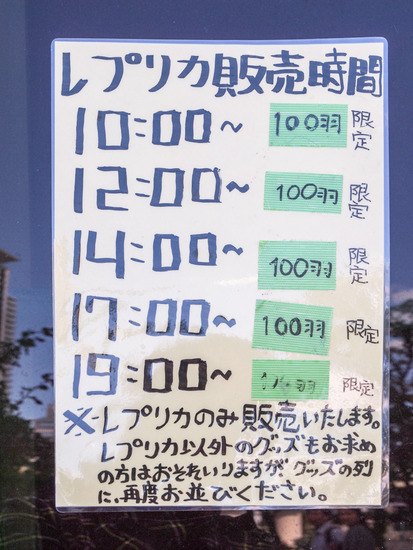 レプリカ販売時間
10:00~ 100羽 限定
12:00~ 100羽 限定
14:00~ 100羽 限定
17:00~ 100羽 限定
19:00~ 羽 限定
※レプリカのみ販売いたします。
レプリカ以外のグッズもお求め
の方はおそれいりますが、グッズの列
に、再度お並びください。